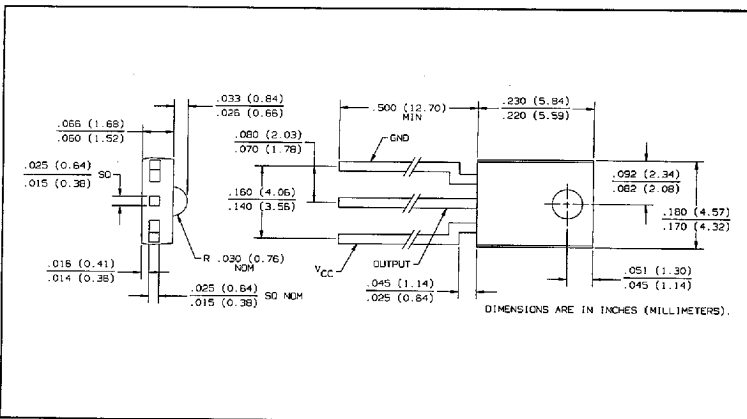 .033 (0.84)
.026 (0.66)
.066 (1.68)
.060 (1.52)
.025 (0.64)
.015 (0.38) SQ
.016 (0.41)
.014 (0.36)
R .030 (0.76)
NOM
.025 (0.64)
.015 (0.38) SQ NOM
.500 (12.70)
MIN
.230 (5.84)
.220 (5.59)
.080 (2.03)
.070 (1.78)
GND
.160 (4.06)
.140 (3.56)
.092 (2.34)
.082 (2.08)
.180 (4.57)
.170 (4.32)
VCC
OUTPUT
.045 (1.14)
.025 (0.64)
.051 (1.30)
.045 (1.14)
DIMENSIONS ARE IN INCHES (MILLIMETERS).